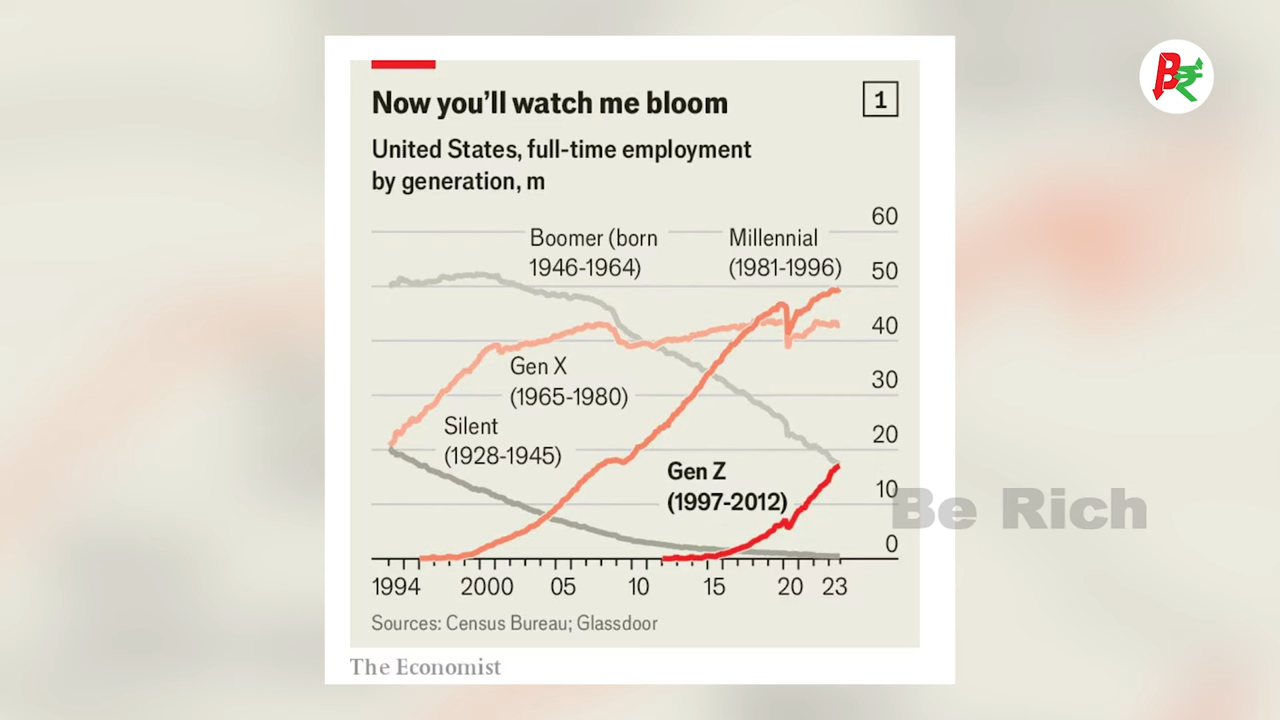 Now you'll watch me bloom
1
United States, full-time employment
by generation, m
60
Boomer (born
1946-1964)
Millennial
(1981-1996)
50
40
Gen X
(1965-1980)
30
Silent
(1928-1945)
20
Gen Z
(1997-2012)
10
Be Rich
0
1994 2000 05 10 15 20 23
Sources: Census Bureau; Glassdoor
The Economist